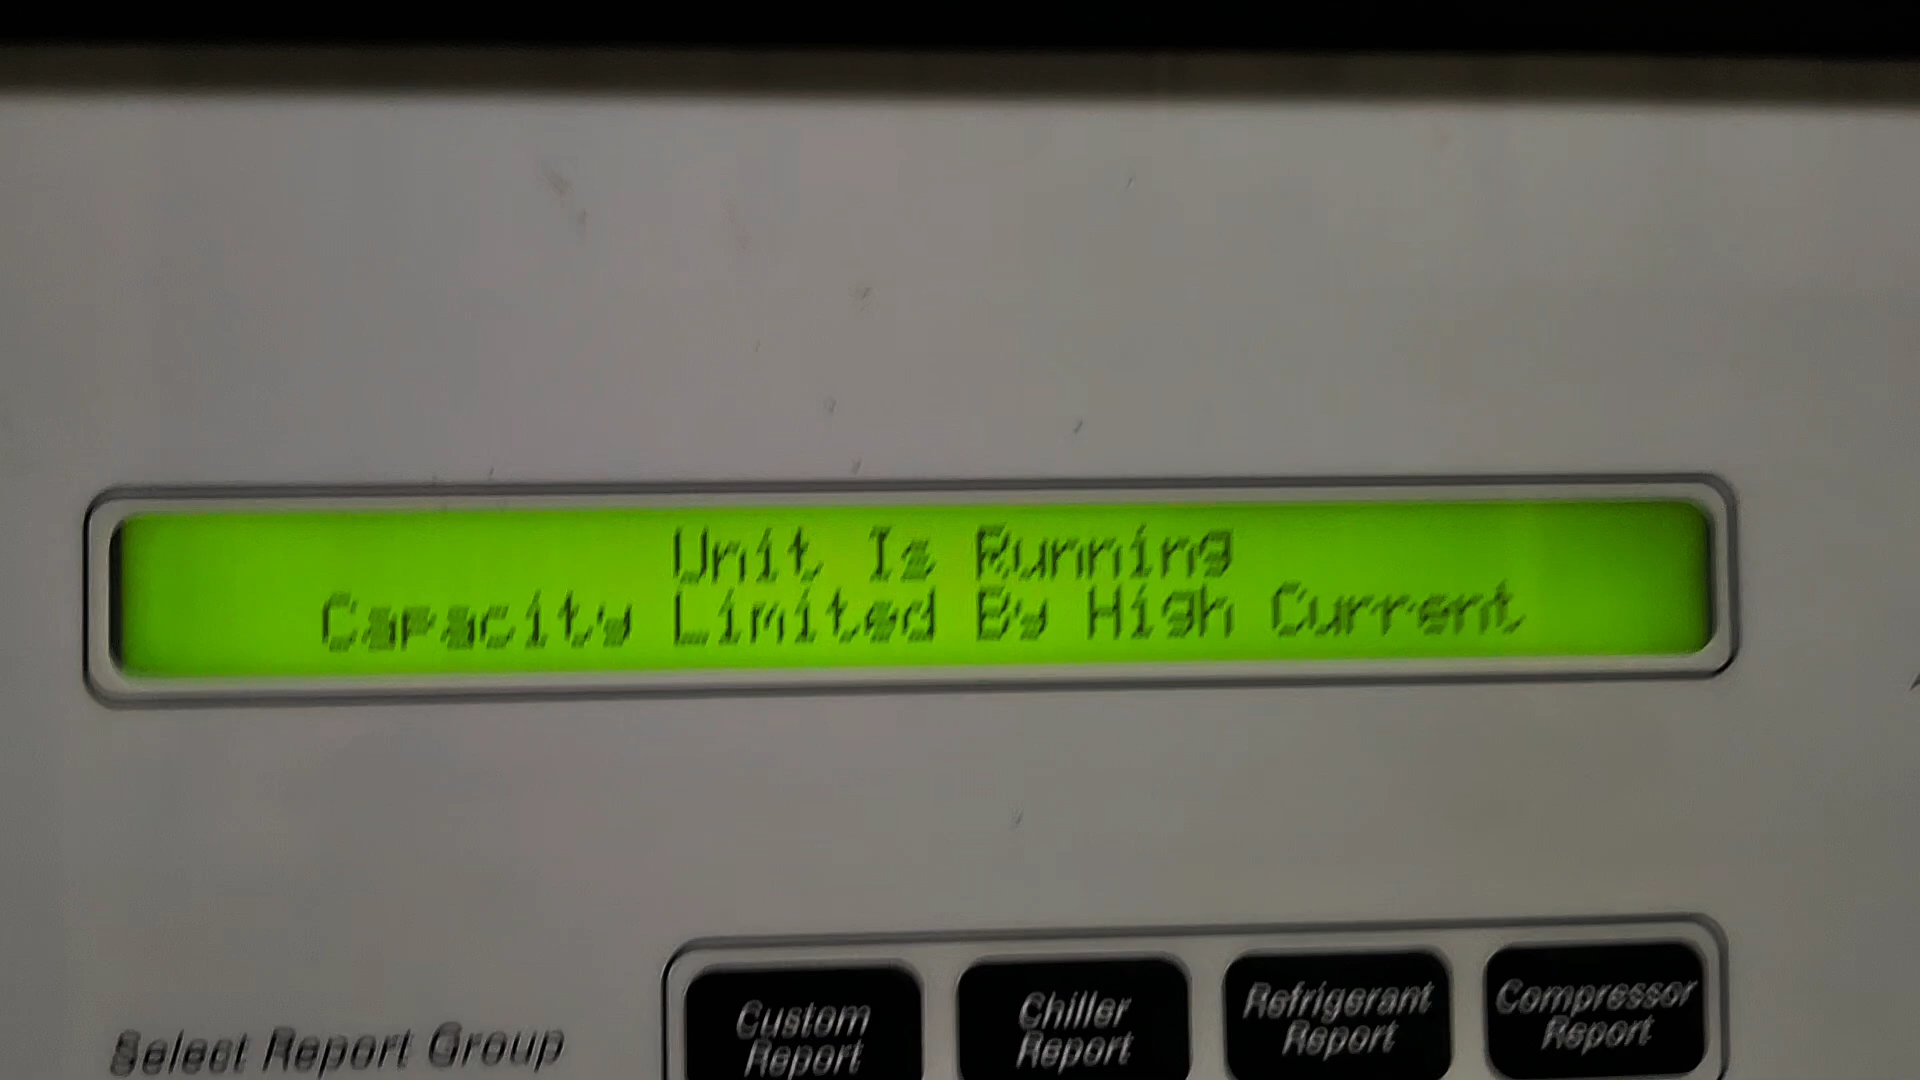 Unit Is Running
Capacity Limited By High Current
Select Report Group
Custom
Report
Chiller
Report
Refrigerant
Report
Compressor
Report